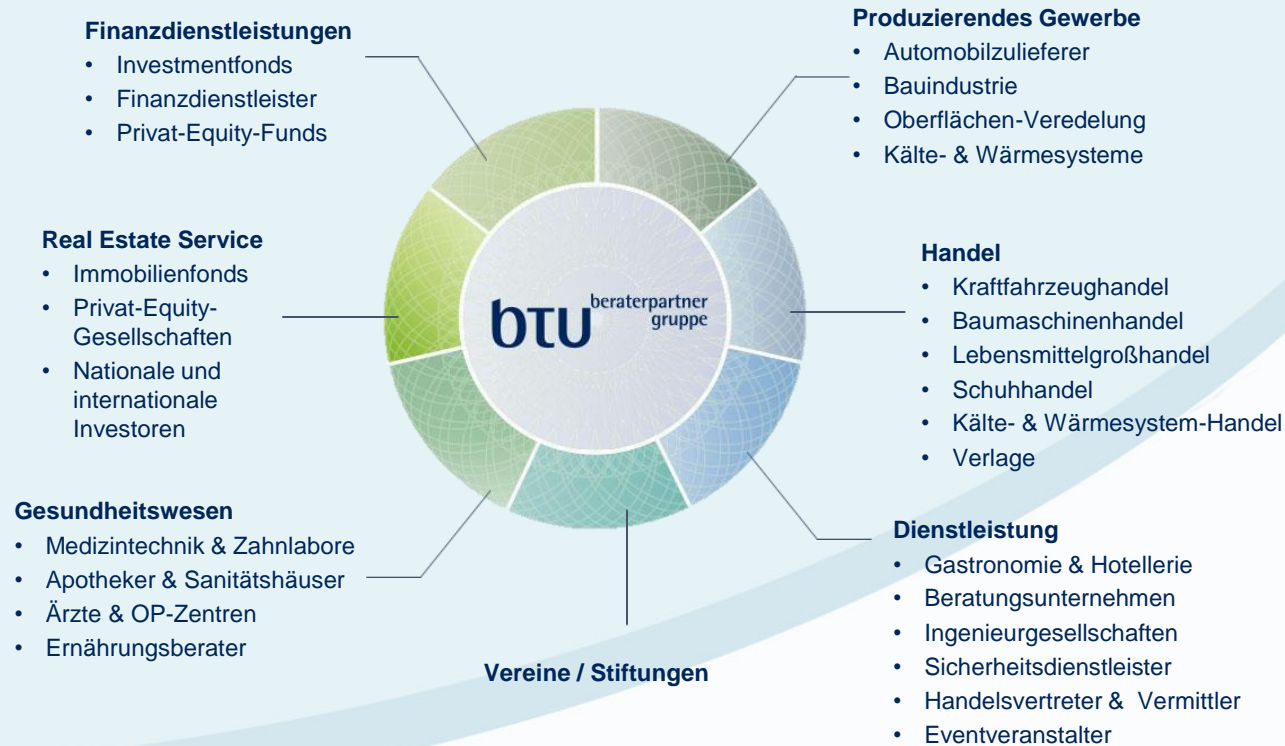 Finanzdienstleistungen
• Investmentfonds
• Finanzdienstleister
• Privat-Equity-Funds
Produzierendes Gewerbe
• Automobilzulieferer
• Bauindustrie
• Oberflächen-Veredelung
• Kälte- & Wärmesysteme
Real Estate Service
• Immobilienfonds
• Privat-Equity-
Gesellschaften
• Nationale und
internationale
Investoren
btu beraterpartner
gruppe
Handel
• Kraftfahrzeughandel
• Baumaschinenhandel
• Lebensmittelgroßhandel
• Schuhhandel
• Kälte- & Wärmesystem-Handel
• Verlage
Gesundheitswesen
• Medizintechnik & Zahnlabore
• Apotheker & Sanitätshäuser
• Ärzte & OP-Zentren
• Ernährungsberater
Vereine / Stiftungen
Dienstleistung
• Gastronomie & Hotellerie
• Beratungsunternehmen
• Ingenieurgesellschaften
• Sicherheitsdienstleister
• Handelsvertreter & Vermittler
• Eventveranstalter